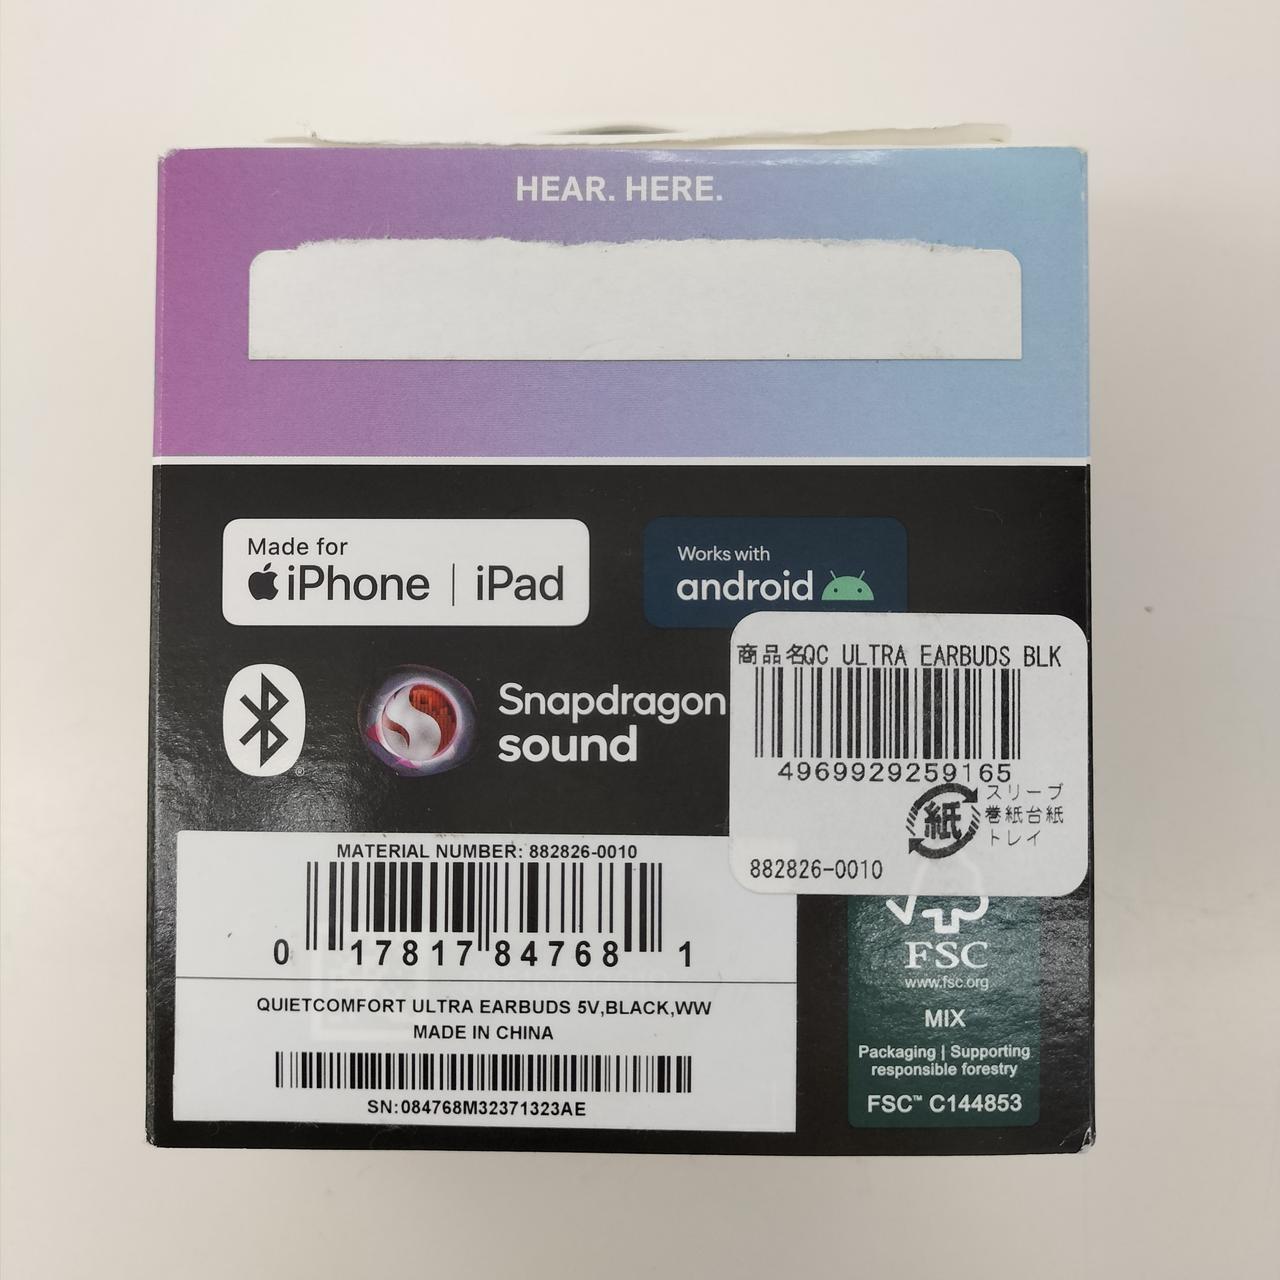 HEAR. HERE.
Made for
iPhone | iPad
Works with
android
Snapdragon
sound
商品名QC ULTRA EARBUDS BLK
4969929259165
紙
スリーブ
巻紙台紙
トレイ
882826-0010
MATERIAL NUMBER: 882826-0010
0 17817 84768 1
QUIETCOMFORT ULTRA EARBUDS 5V,BLACK,WW
MADE IN CHINA
SN:084768M32371323AE
FSC
www.fsc.org
MIX
Packaging | Supporting
responsible forestry
FSC™ C144853